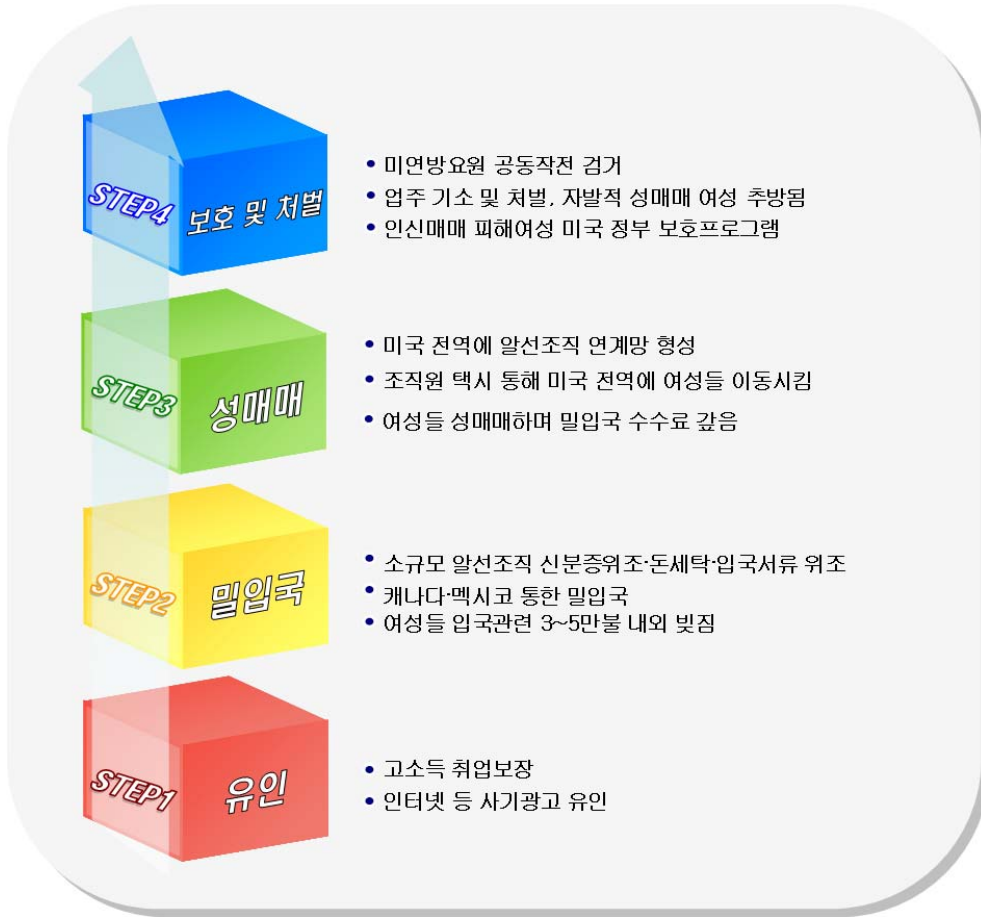 STEP4 보호 및 처벌
• 미연방요원 공동작전 검거
• 업주 기소 및 처벌, 자발적 성매매 여성 추방됨
• 인신매매 피해여성 미국 정부 보호프로그램
STEP3 성매매
• 미국 전역에 알선조직 연계망 형성
• 조직원 택시 통해 미국 전역에 여성들 이동시킴
• 여성들 성매매하며 밀입국 수수료 갚음
STEP2 밀입국
• 소규모 알선조직 신분증위조·돈세탁·입국서류 위조
• 캐나다·멕시코 통한 밀입국
• 여성들 입국관련 3~5만불 내외 빚짐
STEP1 유인
• 고소득 취업보장
• 인터넷 등 사기광고 유인